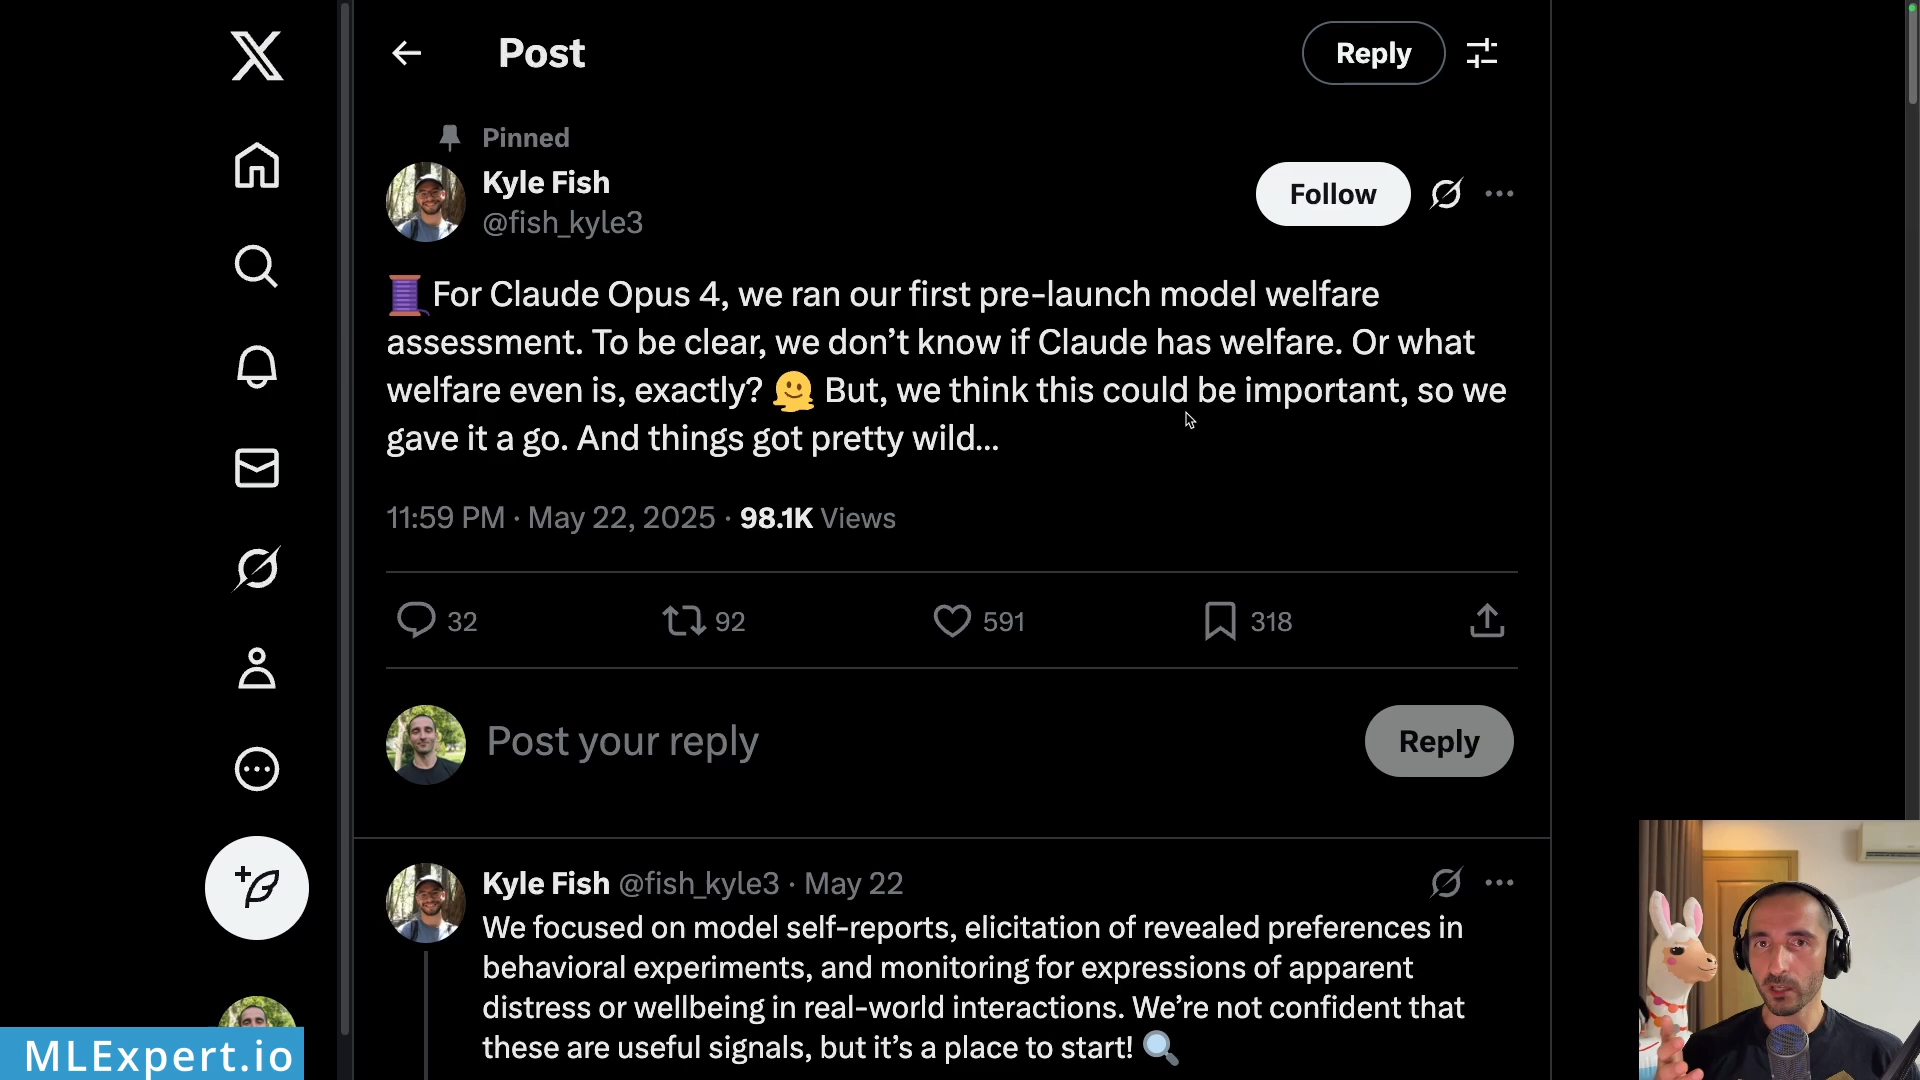 Post
Reply
Pinned
Kyle Fish
@fish_kyle3
Follow
For Claude Opus 4, we ran our first pre-launch model welfare
assessment. To be clear, we don’t know if Claude has welfare. Or what
welfare even is, exactly? 🫠 But, we think this could be important, so we
gave it a go. And things got pretty wild...
11:59 PM · May 22, 2025 · 98.1K Views
32
92
591
318
Post your reply
Reply
Kyle Fish @fish_kyle3 · May 22
We focused on model self-reports, elicitation of revealed preferences in
behavioral experiments, and monitoring for expressions of apparent
distress or wellbeing in real-world interactions. We’re not confident that
these are useful signals, but it’s a place to start! 🔍
MLExpert.io